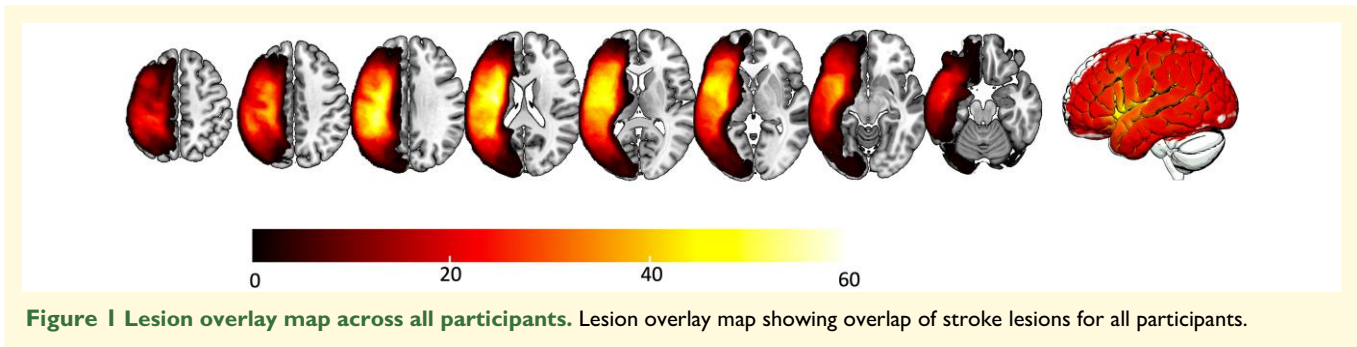 0 20 40 60
Figure 1 Lesion overlay map across all participants. Lesion overlay map showing overlap of stroke lesions for all participants.